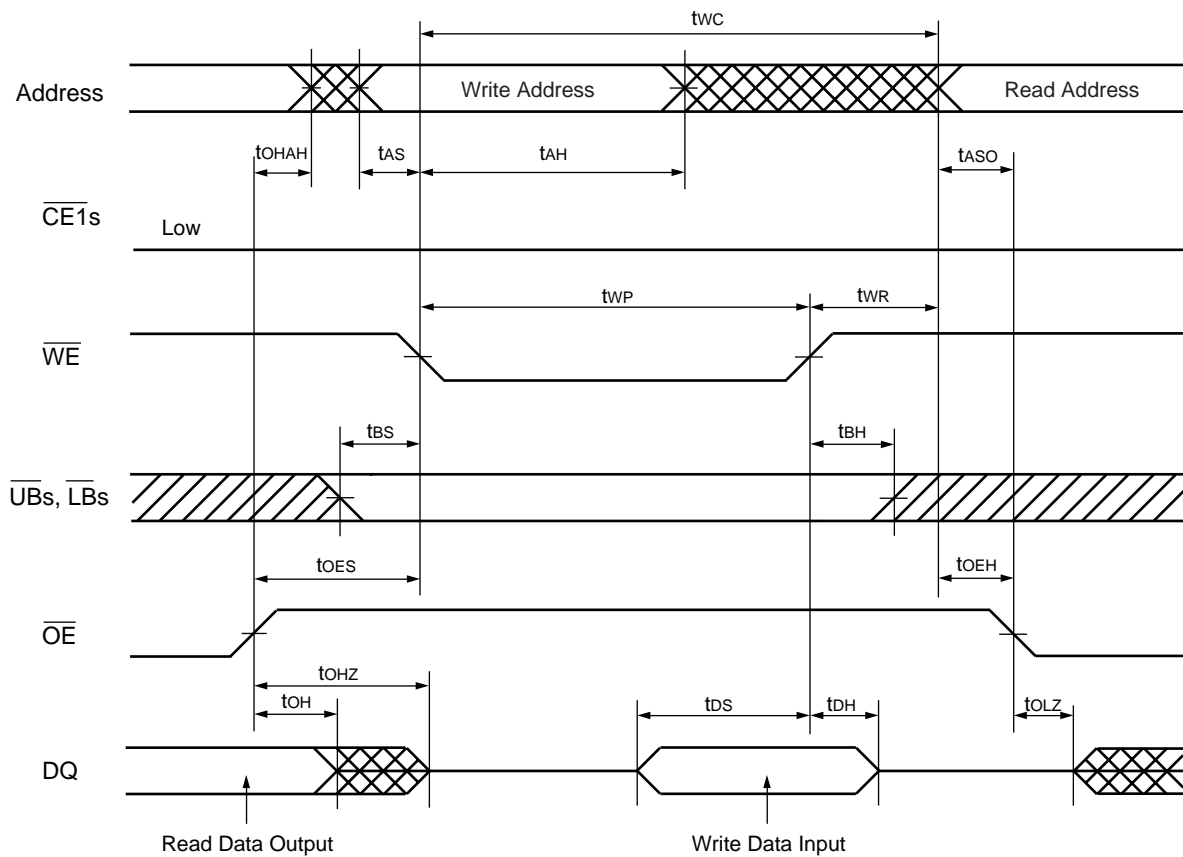 tWC
Address
Write Address
Read Address
tOHAH
tAS
tAH
tASO
CE1s
Low
tWP
tWR
WE
tBS
tBH
UBs, LBs
tOES
tOEH
OE
tOHZ
tOH
tDS
tDH
tOLZ
DQ
Read Data Output
Write Data Input